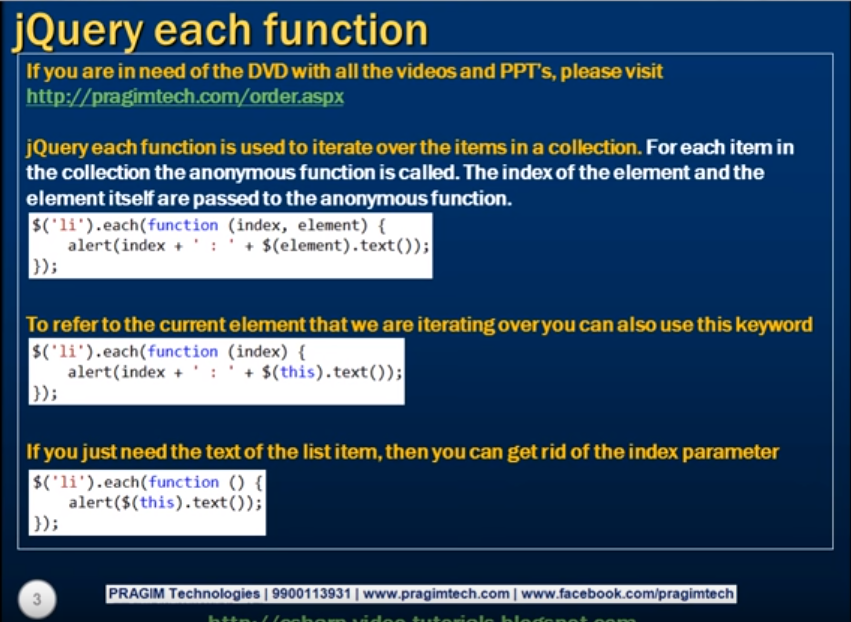 jQuery each function
If you are in need of the DVD with all the videos and PPT's, please visit
http://pragimtech.com/order.aspx
jQuery each function is used to iterate over the items in a collection. For each item in
the collection the anonymous function is called. The index of the element and the
element itself are passed to the anonymous function.
$('li').each(function (index, element) {
    alert(index + ' : ' + $(element).text());
});
To refer to the current element that we are iterating over you can also use this keyword
$('li').each(function (index) {
    alert(index + ' : ' + $(this).text());
});
If you just need the text of the list item, then you can get rid of the index parameter
$('li').each(function () {
    alert($(this).text());
});
3
PRAGIM Technologies | 9900113931 | www.pragimtech.com | www.facebook.com/pragimtech
http://csharp-video-tutorials.blogspot.com